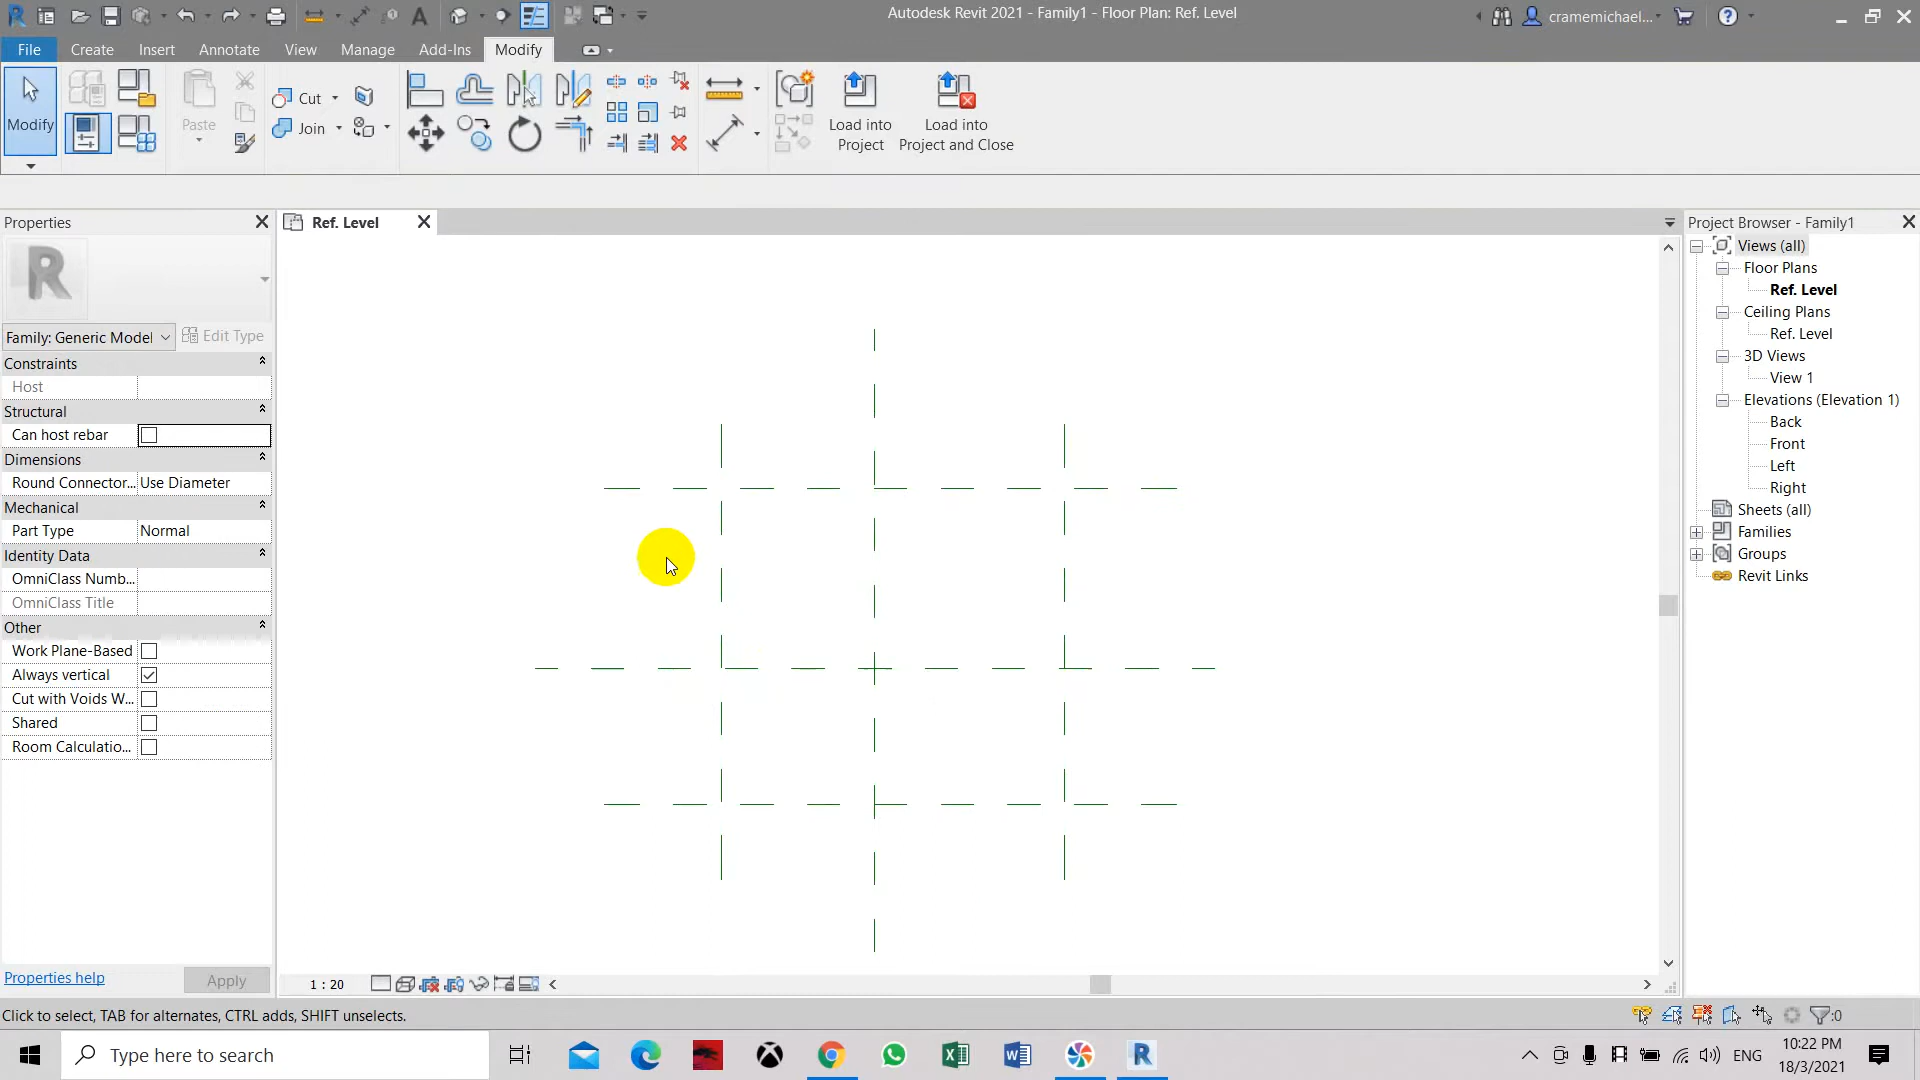 Autodesk Revit 2021 - Family1 - Floor Plan: Ref. Level
cramemichael...
File Create Insert Annotate View Manage Add-Ins Modify
Modify
Paste
Cut
Join
Load into Project
Load into Project and Close
Properties
Ref. Level
Project Browser - Family1
Family: Generic Model
Edit Type
Constraints
Host
Structural
Can host rebar
Dimensions
Round Connector... Use Diameter
Mechanical
Part Type Normal
Identity Data
OmniClass Numb...
OmniClass Title
Other
Work Plane-Based
Always vertical
Cut with Voids W...
Shared
Room Calculatio...
Properties help
Apply
Views (all)
Floor Plans
Ref. Level
Ceiling Plans
Ref. Level
3D Views
View 1
Elevations (Elevation 1)
Back
Front
Left
Right
Sheets (all)
Families
Groups
Revit Links
1 : 20
Click to select, TAB for alternates, CTRL adds, SHIFT unselects.
:0
Type here to search
ENG
10:22 PM
18/3/2021